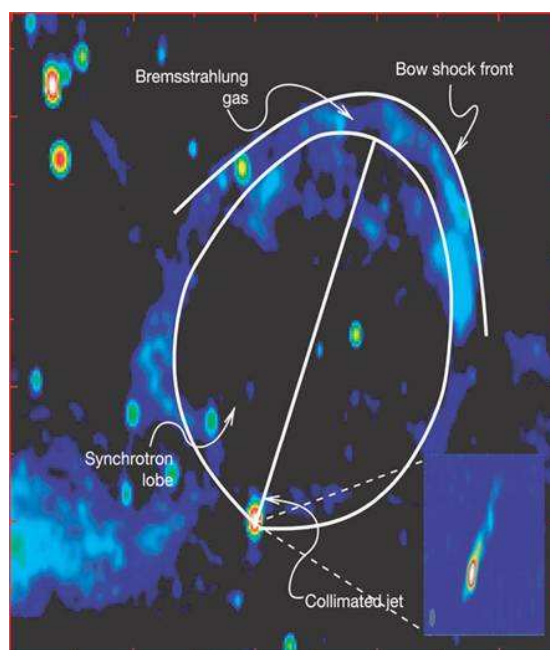 Bremsstrahlung
gas
Bow shock front
Synchrotron
lobe
Collimated jet